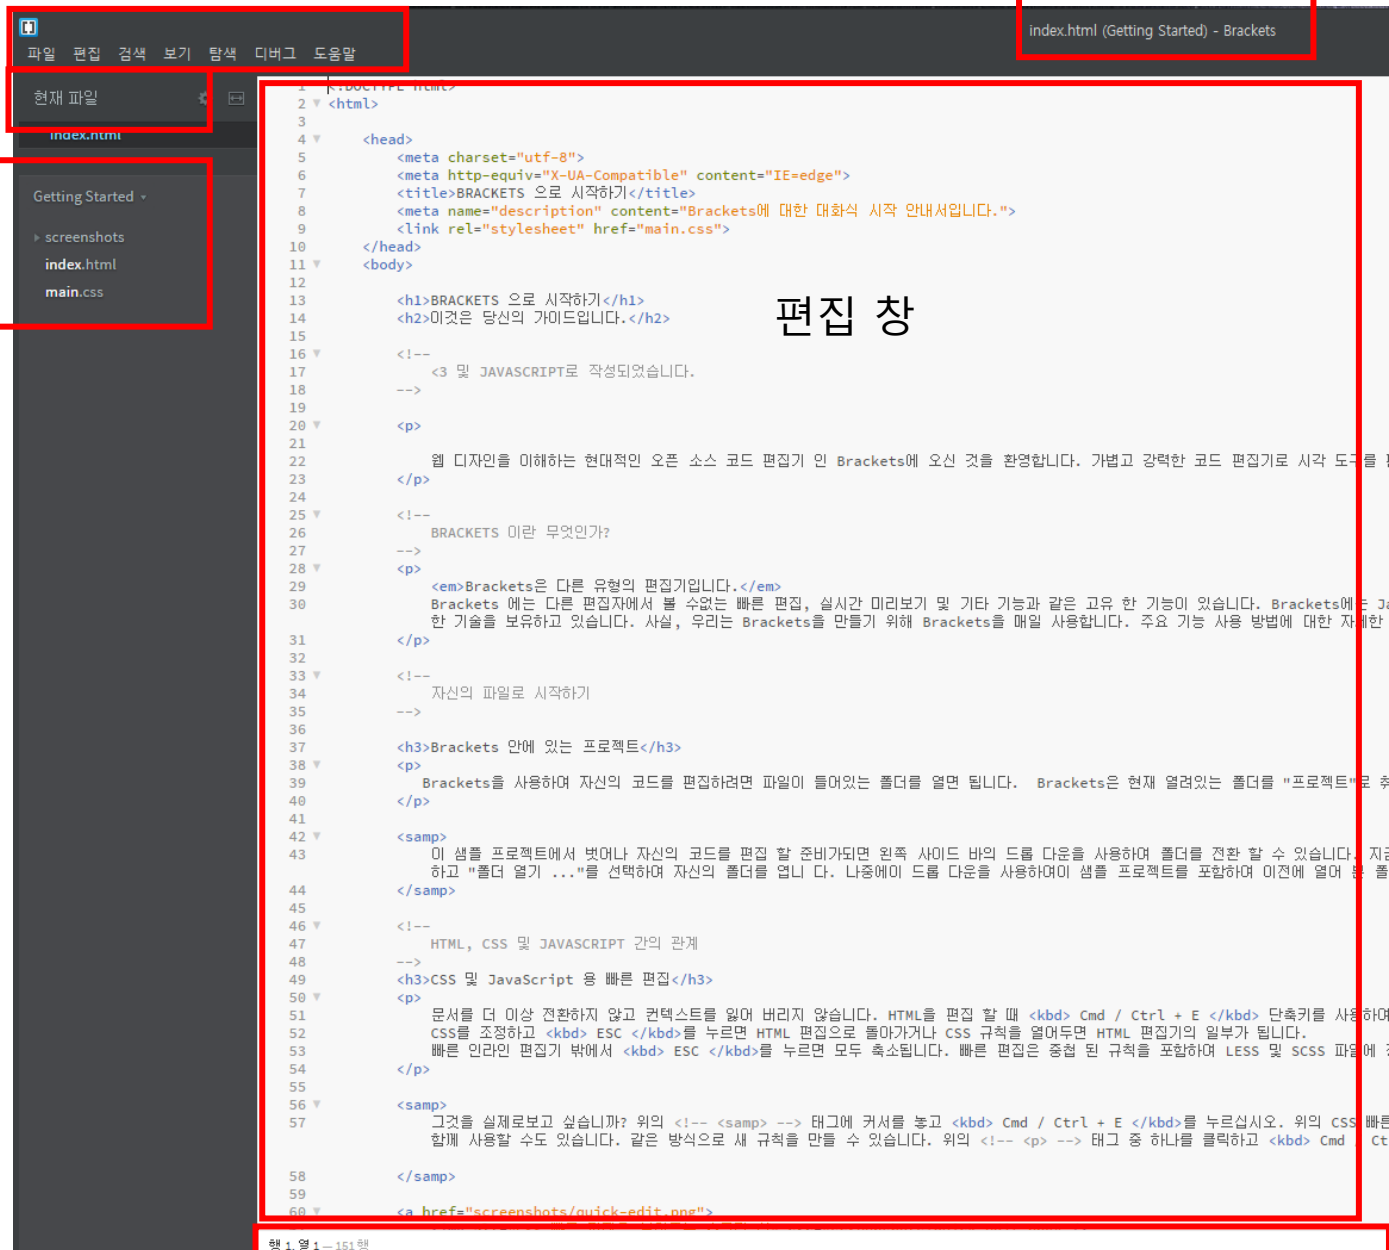 index.html (Getting Started) - Brackets
파일 편집 검색 보기 탐색 디버그 도움말
현재 파일
index.html
Getting Started
screenshots
index.html
main.css
편집 창
1 <!DOCTYPE html>
2 <html>
3
4 <head>
5 <meta charset="utf-8">
6 <meta http-equiv="X-UA-Compatible" content="IE=edge">
7 <title>BRACKETS 으로 시작하기</title>
8 <meta name="description" content="Brackets에 대한 대화식 시작 안내서입니다.">
9 <link rel="stylesheet" href="main.css">
10 </head>
11 <body>
12
13 <h1>BRACKETS 으로 시작하기</h1>
14 <h2>이것은 당신의 가이드입니다.</h2>
15
16 <!--
17 <3 및 JAVASCRIPT로 작성되었습니다.
18 -->
19
20 <p>
21
22 웹 디자인을 이해하는 현대적인 오픈 소스 코드 편집기 인 Brackets에 오신 것을 환영합니다. 가볍고 강력한 코드 편집기로 시각 도구를
23 </p>
24
25 <!--
26 BRACKETS 이란 무엇인가?
27 -->
28 <p>
29 <em>Brackets은 다른 유형의 편집기입니다.</em>
30 Brackets 에는 다른 편집자에서 볼 수없는 빠른 편집, 실시간 미리보기 및 기타 기능과 같은 고유 한 기능이 있습니다. Brackets에는
한 기술을 보유하고 있습니다. 사실, 우리는 Brackets을 만들기 위해 Brackets을 매일 사용합니다. 주요 기능 사용 방법에 대한 자세한
31 </p>
32
33 <!--
34 자신의 파일로 시작하기
35 -->
36
37 <h3>Brackets 안에 있는 프로젝트</h3>
38 <p>
39 Brackets을 사용하여 자신의 코드를 편집하려면 파일이 들어있는 폴더를 열면 됩니다. Brackets은 현재 열려있는 폴더를 "프로젝트"로
40 </p>
41
42 <samp>
43 이 샘플 프로젝트에서 벗어나 자신의 코드를 편집 할 준비가되면 왼쪽 사이드 바의 드롭 다운을 사용하여 폴더를 전환 할 수 있습니다.
하고 "폴더 열기 ..."를 선택하여 자신의 폴더를 엽니 다. 나중에이 드롭 다운을 사용하여이 샘플 프로젝트를 포함하여 이전에 열어
44 </samp>
45
46 <!--
47 HTML, CSS 및 JAVASCRIPT 간의 관계
48 -->
49 <h3>CSS 및 JavaScript 용 빠른 편집</h3>
50 <p>
51 문서를 더 이상 전환하지 않고 컨텍스트를 잃어 버리지 않습니다. HTML을 편집 할 때 <kbd> Cmd / Ctrl + E </kbd> 단축키를 사용하여
52 CSS를 조정하고 <kbd> ESC </kbd>를 누르면 HTML 편집으로 돌아가거나 CSS 규칙을 열어두면 HTML 편집기의 일부가 됩니다.
53 빠른 인라인 편집기 밖에서 <kbd> ESC </kbd>를 누르면 모두 축소됩니다. 빠른 편집은 중첩 된 규칙을 포함하여 LESS 및 SCSS 파일에
54 </p>
55
56 <samp>
57 그것을 실제로보고 싶습니까? 위의 <!-- <samp> --> 태그에 커서를 놓고 <kbd> Cmd / Ctrl + E </kbd>를 누르십시오. 위의 CSS 빠른
함께 사용할 수도 있습니다. 같은 방식으로 새 규칙을 만들 수 있습니다. 위의 <!-- <p> --> 태그 중 하나를 클릭하고 <kbd> Cmd
58 </samp>
59
60 <a href="screenshots/quick-edit.png">
행 1, 열 1 — 151 행